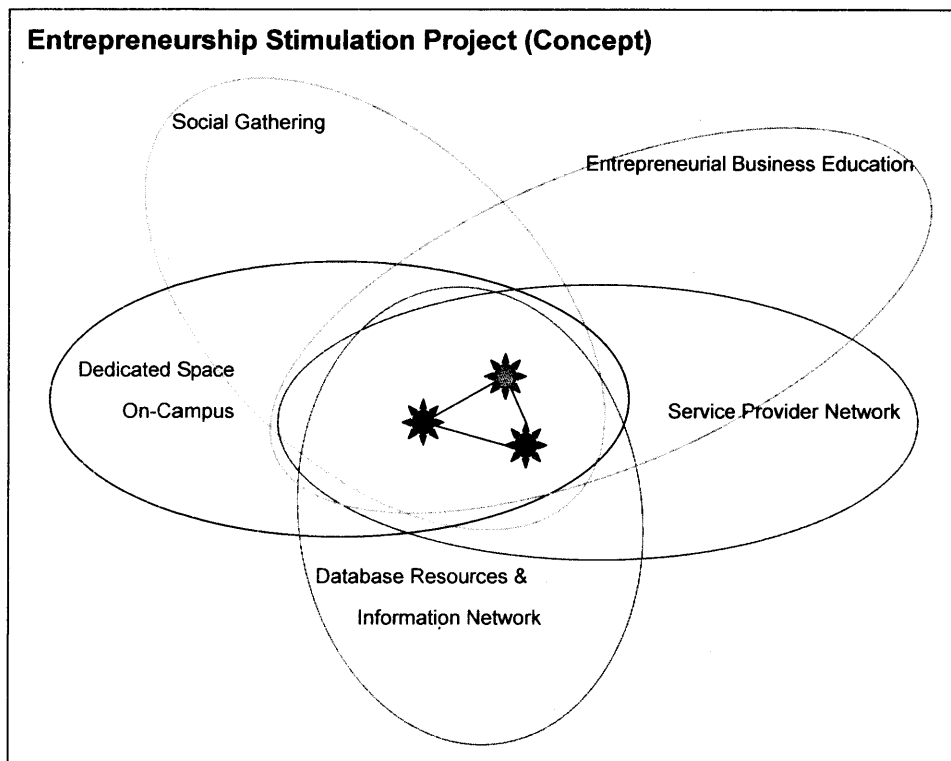 Entrepreneurship Stimulation Project (Concept)
Social Gathering
Entrepreneurial Business Education
Dedicated Space
On-Campus
Service Provider Network
Database Resources &
Information Network